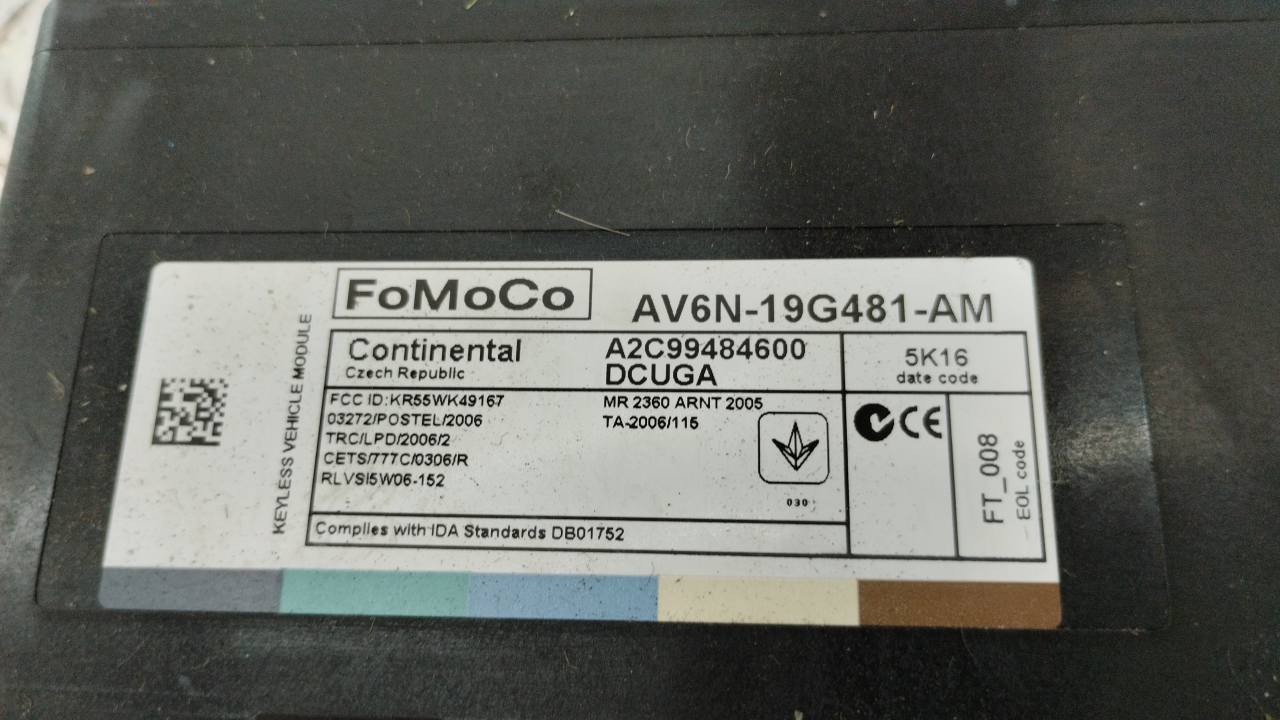 FoMoCo
AV6N-19G481-AM
KEYLESS VEHICLE MODULE
Continental
Czech Republic
A2C99484600
DCUGA
5K16
date code
FCC ID:KR55WK49167
03272/POSTEL/2006
TRC/LPD/2006/2
CETS/777C/0306/R
RLVSI5W06-152
MR 2360 ARNT 2005
TA-2006/115
030
CE
FT_008
EOL code
Complies with IDA Standards DB01752